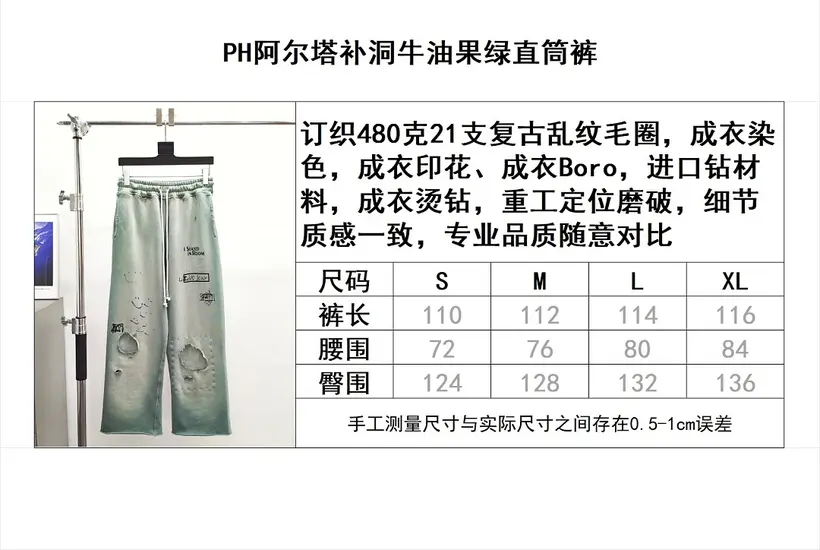 PH阿尔塔补洞牛油果绿直筒裤
订织480克21支复古乱纹毛圈，成衣染
色，成衣印花、成衣Boro，进口钻材
料，成衣烫钻，重工定位磨破，细节
质感一致，专业品质随意对比
尺码 S M L XL
裤长 110 112 114 116
腰围 72 76 80 84
臀围 124 128 132 136
手工测量尺寸与实际尺寸之间存在0.5-1cm误差